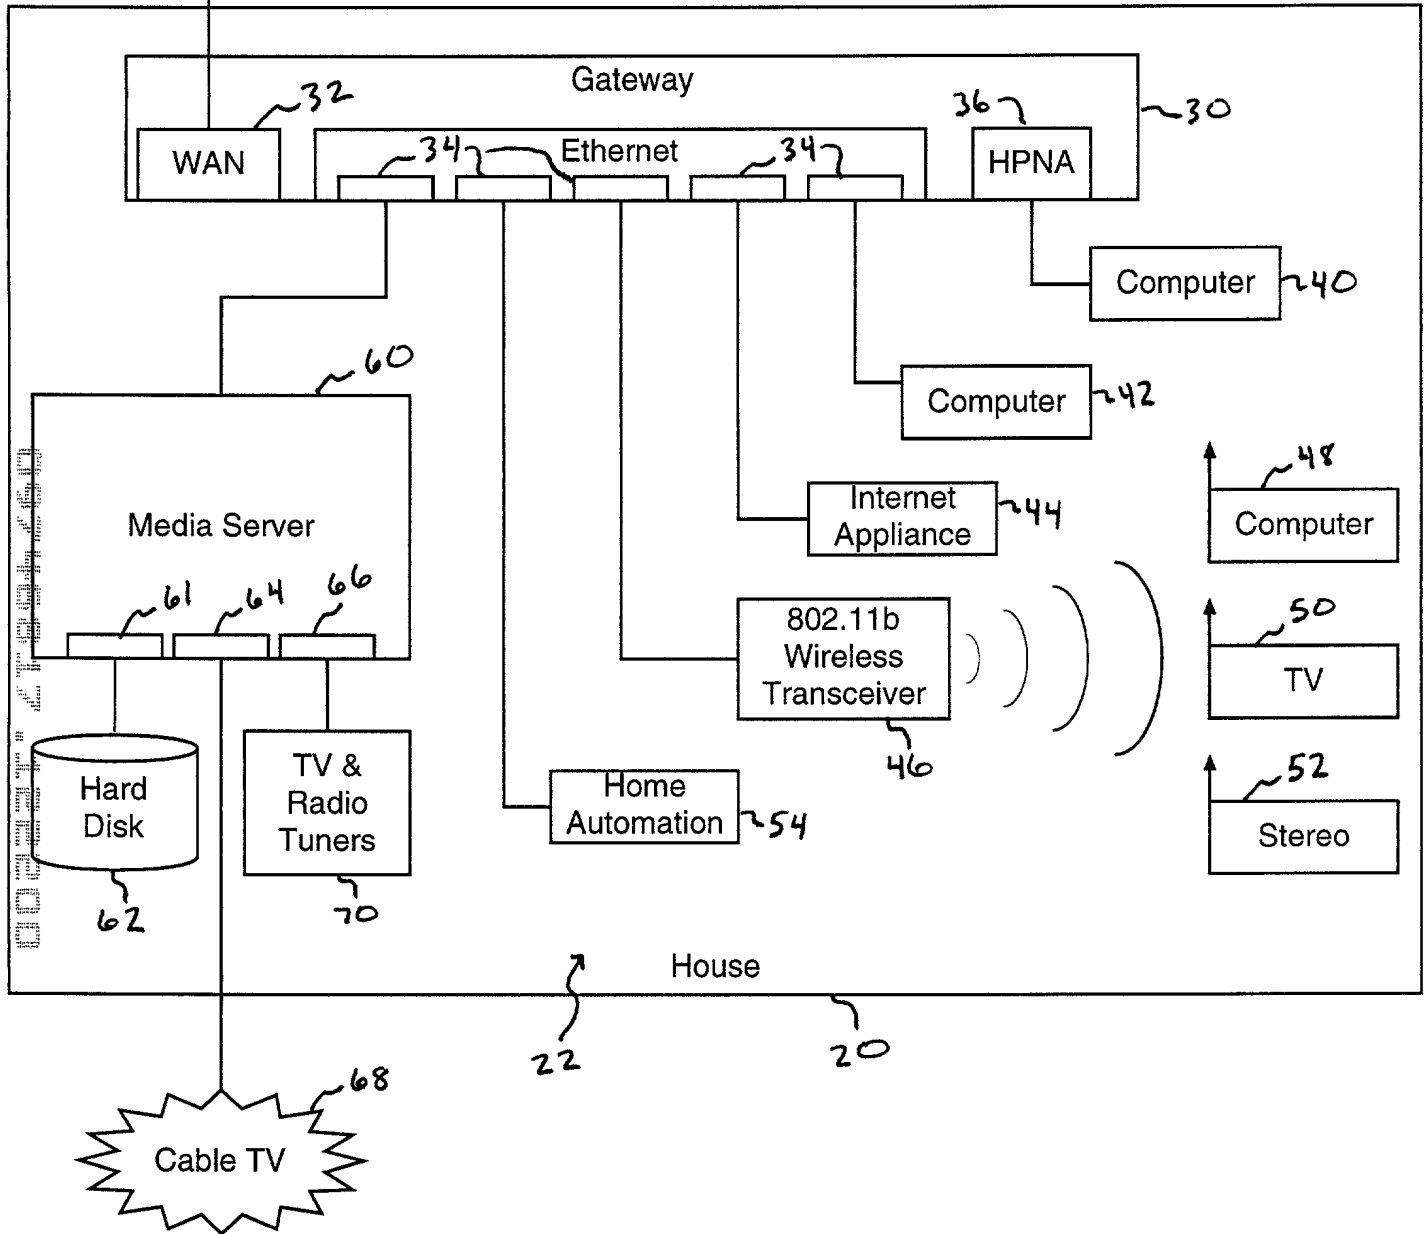 Gateway
32
36
30
WAN
34
Ethernet
34
HPNA
Computer
40
60
Computer
42
48
Media Server
Internet
Appliance
44
Computer
61
64
66
802.11b
Wireless
Transceiver
50
TV
46
Hard
Disk
TV &
Radio
Tuners
Home
Automation
54
52
Stereo
62
70
House
22
20
68
Cable TV